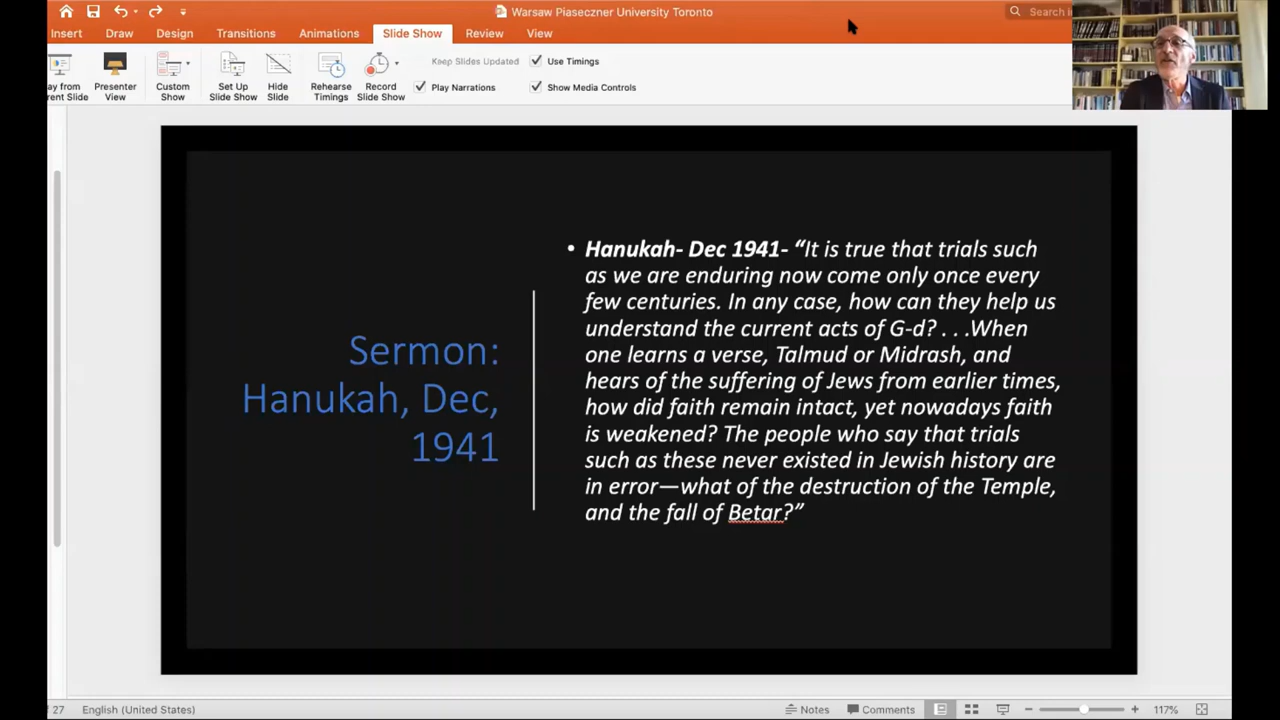 Warsaw Piaseczner University Toronto
Search in
Insert Draw Design Transitions Animations Slide Show Review View
Keep Slides Updated Use Timings
Play from Current Slide
Presenter View
Custom Show
Set Up Slide Show
Hide Slide
Rehearse Timings
Record Slide Show
Play Narrations Show Media Controls
Sermon:
Hanukah, Dec,
1941
• Hanukah- Dec 1941- “It is true that trials such
as we are enduring now come only once every
few centuries. In any case, how can they help us
understand the current acts of G-d? . . .When
one learns a verse, Talmud or Midrash, and
hears of the suffering of Jews from earlier times,
how did faith remain intact, yet nowadays faith
is weakened? The people who say that trials
such as these never existed in Jewish history are
in error—what of the destruction of the Temple,
and the fall of Betar?”
27 English (United States) Notes Comments 117%